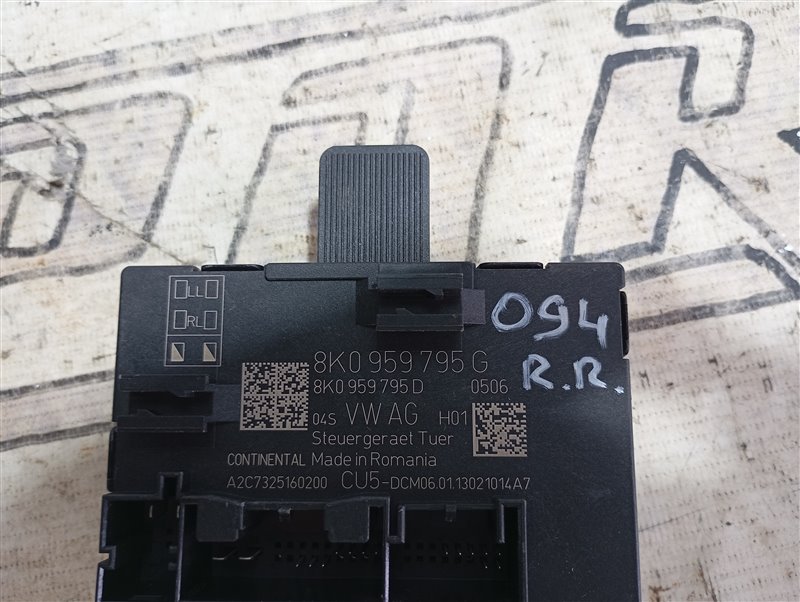 LL
RL
094
R.R.
8K0 959 795 G
8K0 959 795 D 0506
04S VW AG H01
Steuergeraet Tuer
CONTINENTAL Made in Romania
A2C7325160200 CU5-DCM06.01.13021014A7